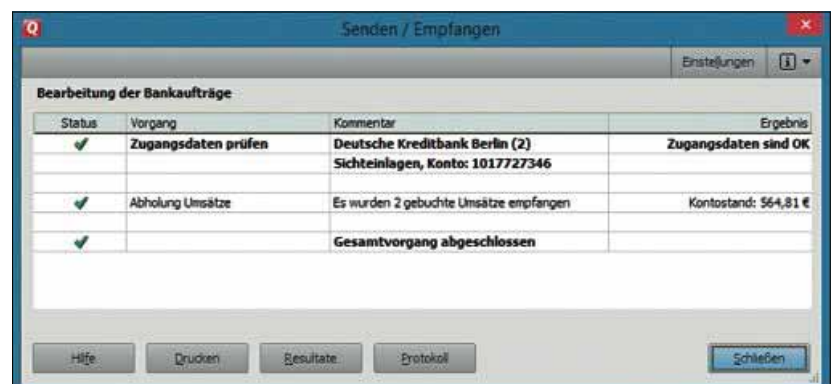 Q Senden / Empfangen
Einstellungen
Bearbeitung der Bankaufträge
Status Vorgang Kommentar Ergebnis
Zugangsdaten prüfen Deutsche Kreditbank Berlin (2) Zugangsdaten sind OK
Sichteinlagen, Konto: 1017727346
Abholung Umsätze Es wurden 2 gebuchte Umsätze empfangen Kontostand: 564,81 €
Gesamtvorgang abgeschlossen
Hilfe Drucken Resultate Protokoll Schließen